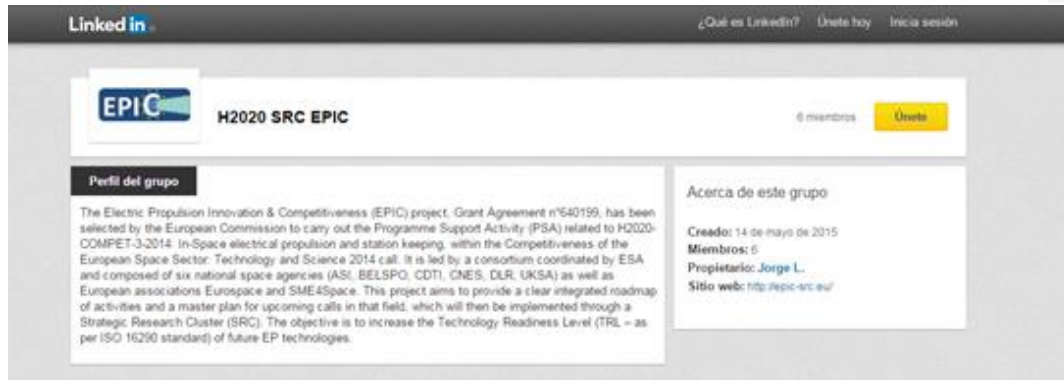 Linked in
¿Qué es LinkedIn? Únete hoy Inicia sesión
EPIC
H2020 SRC EPIC
6 miembros
Únete
Perfil del grupo
The Electric Propulsion Innovation & Competitiveness (EPIC) project, Grant Agreement n°640199, has been
selected by the European Commission to carry out the Programme Support Activity (PSA) related to H2020-
COMPET-3-2014: In-Space electrical propulsion and station keeping, within the Competitiveness of the
European Space Sector: Technology and Science 2014 call. It is led by a consortium coordinated by ESA
and composed of six national space agencies (ASI, BELSPO, CDTI, CNES, DLR, UKSA) as well as
European associations Eurospace and SME4Space. This project aims to provide a clear integrated roadmap
of activities and a master plan for upcoming calls in that field, which will then be implemented through a
Strategic Research Cluster (SRC). The objective is to increase the Technology Readiness Level (TRL – as
per ISO 16290 standard) of future EP technologies.
Acerca de este grupo
Creado: 14 de mayo de 2015
Miembros: 6
Propietario: Jorge L.
Sitio web: http://epic-src.eu/